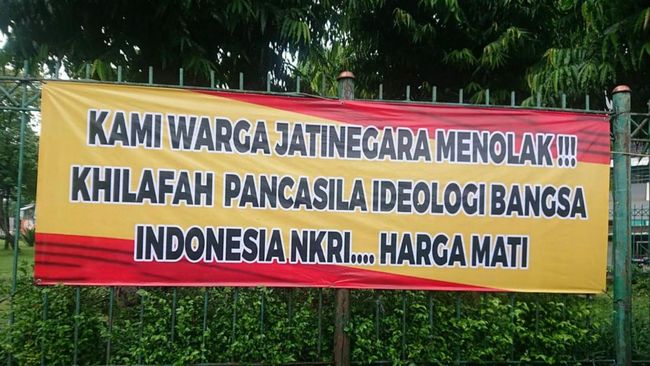 KAMI WARGA JATINEGARA MENOLAK !!!
KHILAFAH PANCASILA IDEOLOGI BANGSA
INDONESIA NKRI.... HARGA MATI